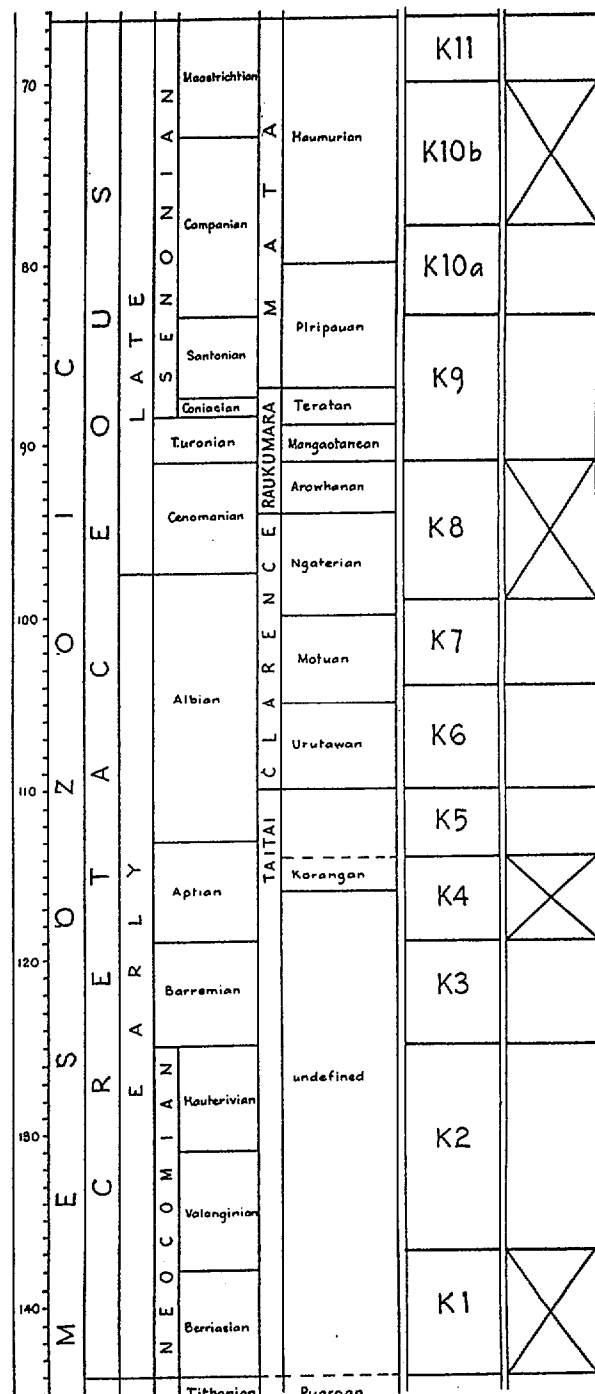 70
80
90
100
110
120
130
140
MESOZOIC
CRETACEOUS
LATE
EARLY
SENONIAN
NEOCOMIAN
Maastrichtian
Campanian
Santonian
Coniacian
Turonian
Cenomanian
Albian
Aptian
Barremian
Hauterivian
Valanginian
Berriasian
Tithonian
MATA
RAUKUMARA
CLARENCE
TAITAI
Haumurian
Piripauan
Teratan
Mangaotanean
Arowhanan
Ngaterian
Motuan
Urutawan
Korangan
undefined
Puaroan
K11
K10b
K10a
K9
K8
K7
K6
K5
K4
K3
K2
K1